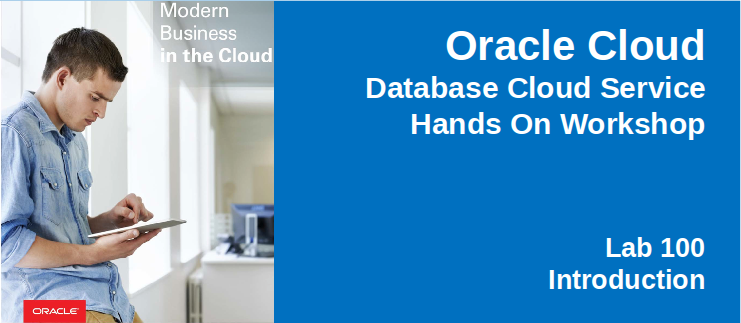 Modern
Business
in the Cloud
ORACLE
Oracle Cloud
Database Cloud Service
Hands On Workshop
Lab 100
Introduction